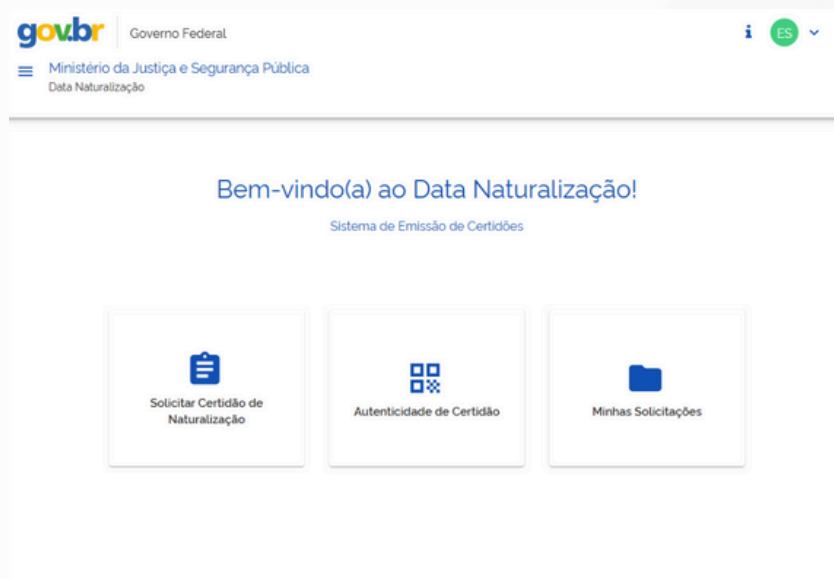 gov.br
Governo Federal
i
ES
Ministério da Justiça e Segurança Pública
Data Naturalização
Bem-vindo(a) ao Data Naturalização!
Sistema de Emissão de Certidões
Solicitar Certidão de
Naturalização
Autenticidade de Certidão
Minhas Solicitações